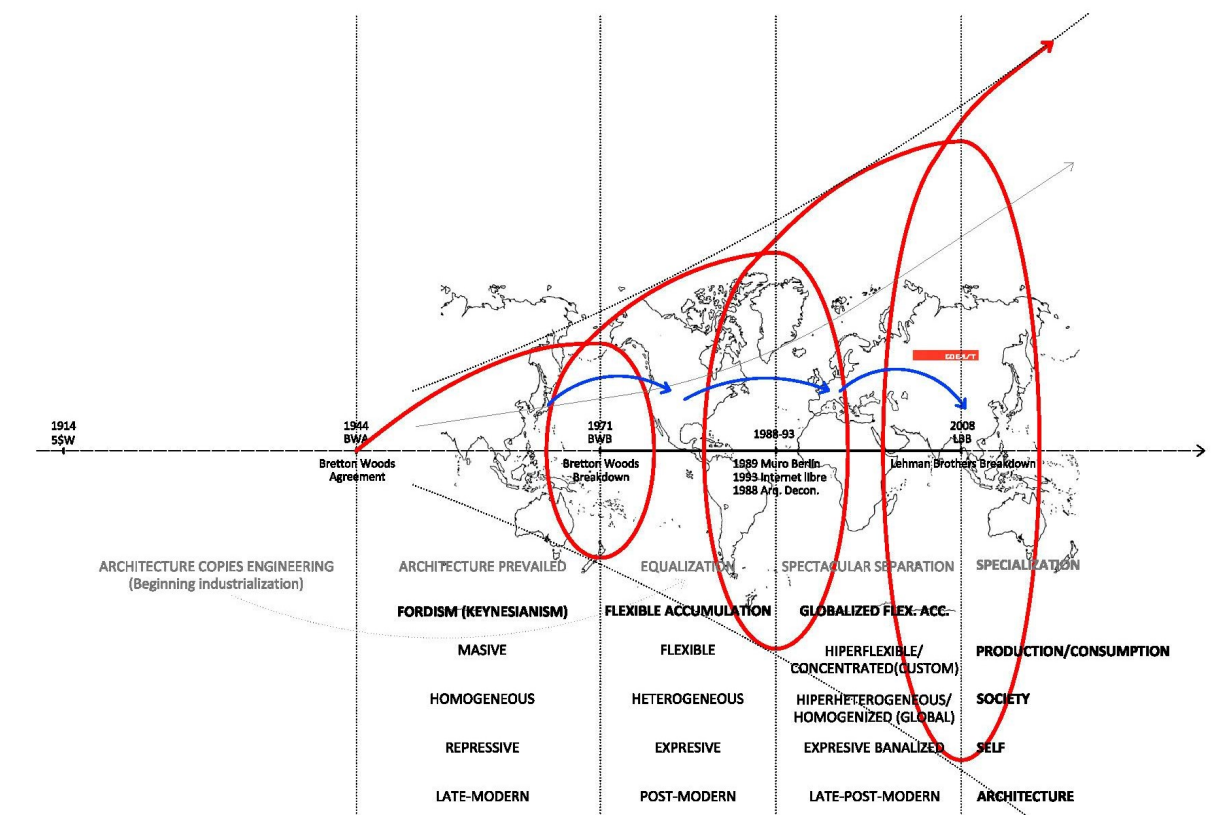 EDEA/T
1914
5$W
1944
BWA
1971
BWB
1988-93
2008
LBB
Bretton Woods
Agreement
Bretton Woods
Breakdown
1989 Muro Berlin
1993 Internet libre
1988 Arq. Decon.
Lehman Brothers Breakdown
ARCHITECTURE COPIES ENGINEERING
(Beginning industrialization)
ARCHITECTURE PREVAILED
EQUALIZATION
SPECTACULAR SEPARATION
SPECIALIZATION
FORDISM (KEYNESIANISM)
FLEXIBLE ACCUMULATION
GLOBALIZED FLEX. ACC.
MASIVE
FLEXIBLE
HIPERFLEXIBLE/
CONCENTRATED(CUSTOM)
PRODUCTION/CONSUMPTION
HOMOGENEOUS
HETEROGENEOUS
HIPERHETEROGENEOUS/
HOMOGENIZED (GLOBAL)
SOCIETY
REPRESSIVE
EXPRESIVE
EXPRESIVE BANALIZED
SELF
LATE-MODERN
POST-MODERN
LATE-POST-MODERN
ARCHITECTURE